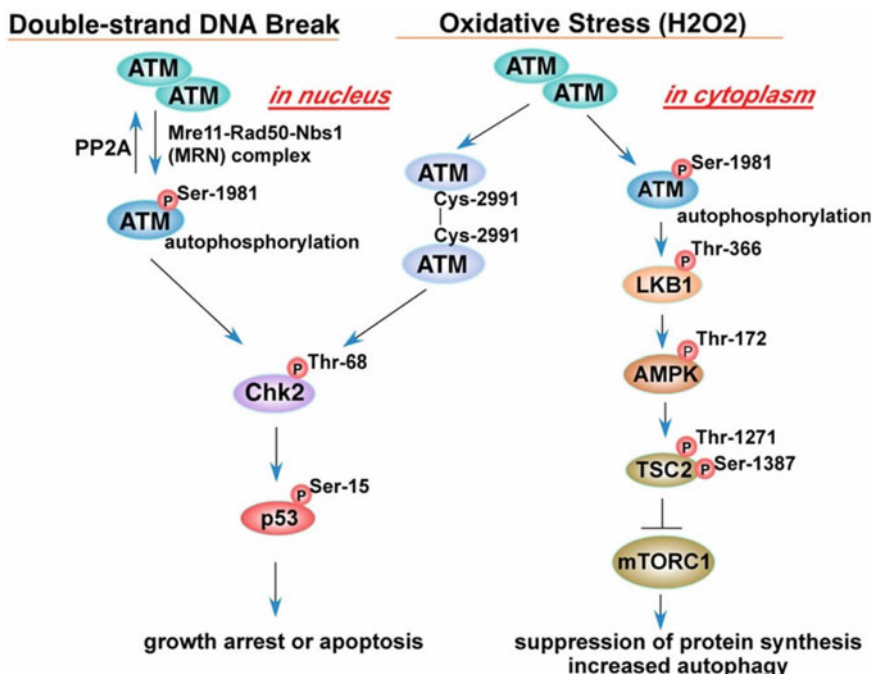 Double-strand DNA Break
Oxidative Stress (H2O2)
ATM
ATM
in nucleus
PP2A
Mre11-Rad50-Nbs1
(MRN) complex
P
Ser-1981
ATM
autophosphorylation
ATM
ATM
in cytoplasm
ATM
Cys-2991
Cys-2991
ATM
P
Ser-1981
ATM
autophosphorylation
P
Thr-366
LKB1
P
Thr-172
AMPK
P
Thr-1271
TSC2
P
Ser-1387
mTORC1
suppression of protein synthesis
increased autophagy
P
Thr-68
Chk2
P
Ser-15
p53
growth arrest or apoptosis